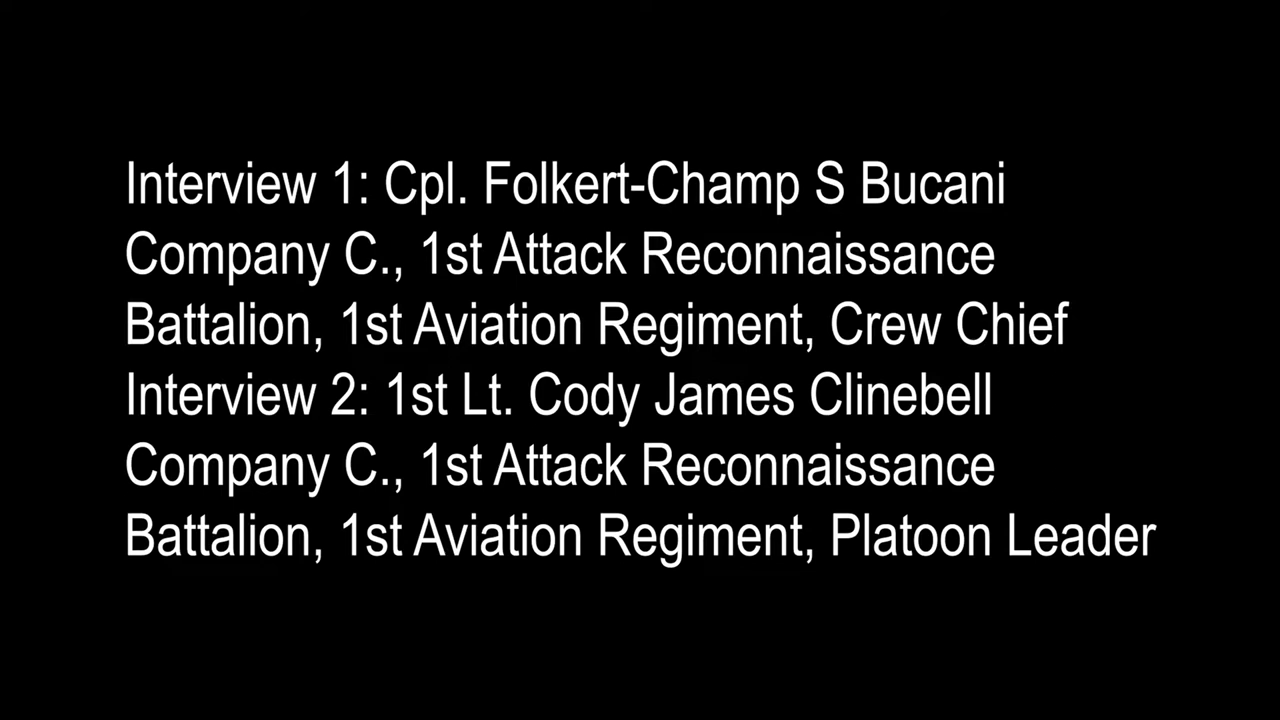 Interview 1: Cpl. Folkert-Champ S Bucani
Company C., 1st Attack Reconnaissance
Battalion, 1st Aviation Regiment, Crew Chief
Interview 2: 1st Lt. Cody James Clinebell
Company C., 1st Attack Reconnaissance
Battalion, 1st Aviation Regiment, Platoon Leader